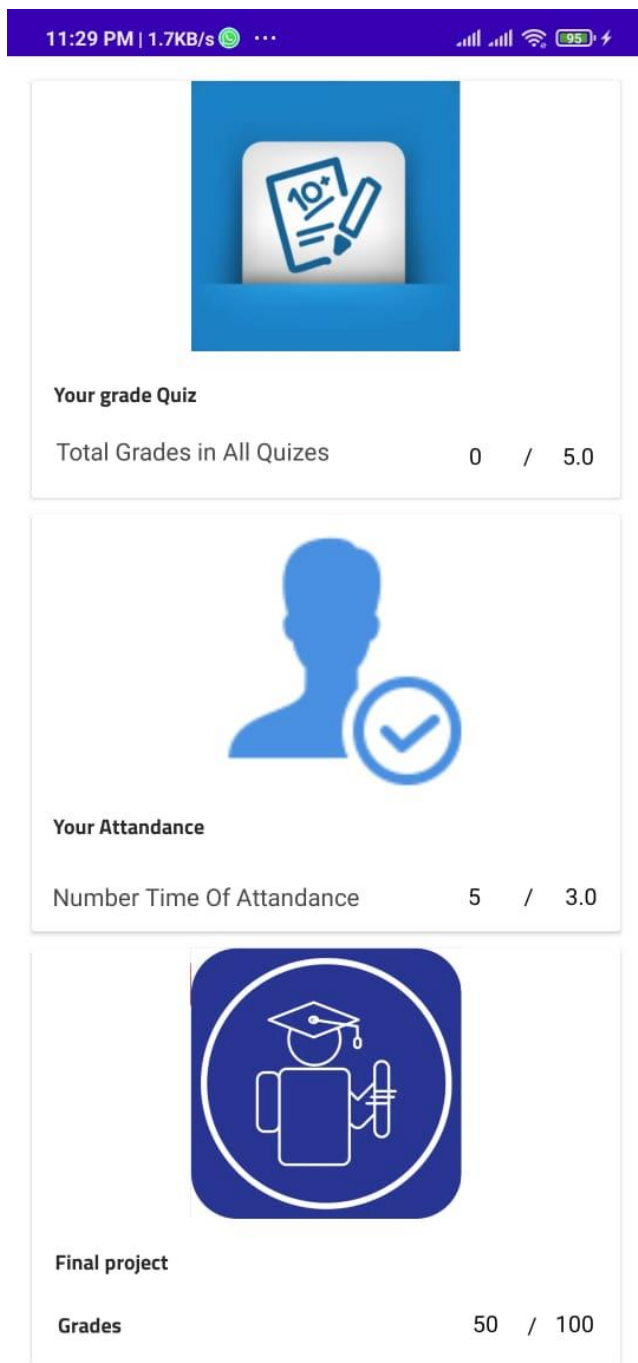 11:29 PM | 1.7KB/s ... 95
10+
Your grade Quiz
Total Grades in All Quizes 0 / 5.0
Your Attandance
Number Time Of Attandance 5 / 3.0
Final project
Grades 50 / 100